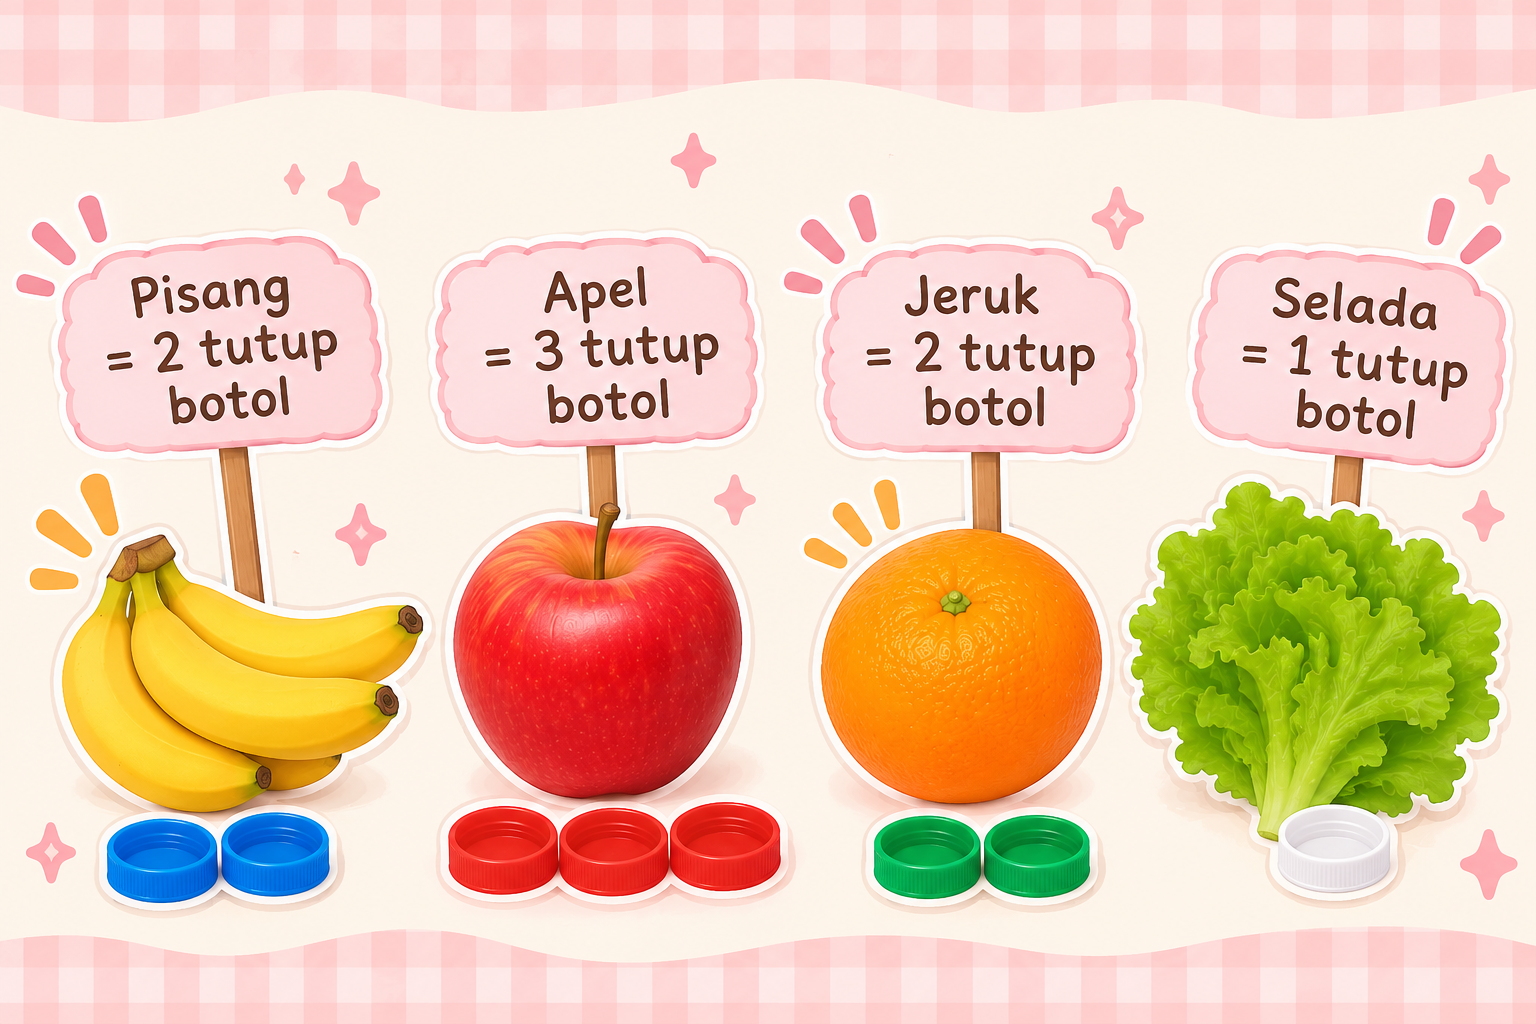 Pisang
= 2 tutup
botol
Apel
= 3 tutup
botol
Jeruk
= 2 tutup
botol
Selada
= 1 tutup
botol